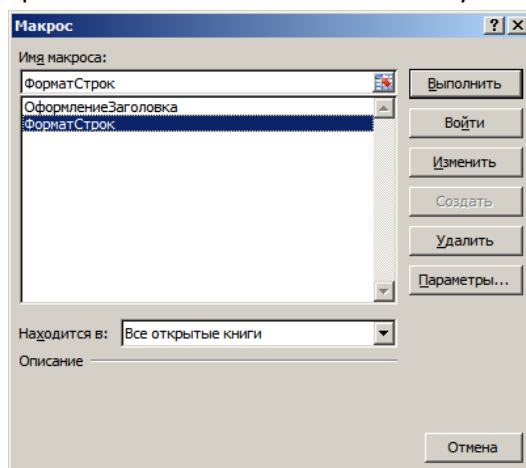 Макрос
Имя макроса:
ФорматСтрок
Выполнить
ОформлениеЗаголовка
ФорматСтрок
Войти
Изменить
Создать
Удалить
Параметры...
Находится в: Все открытые книги
Описание
Отмена